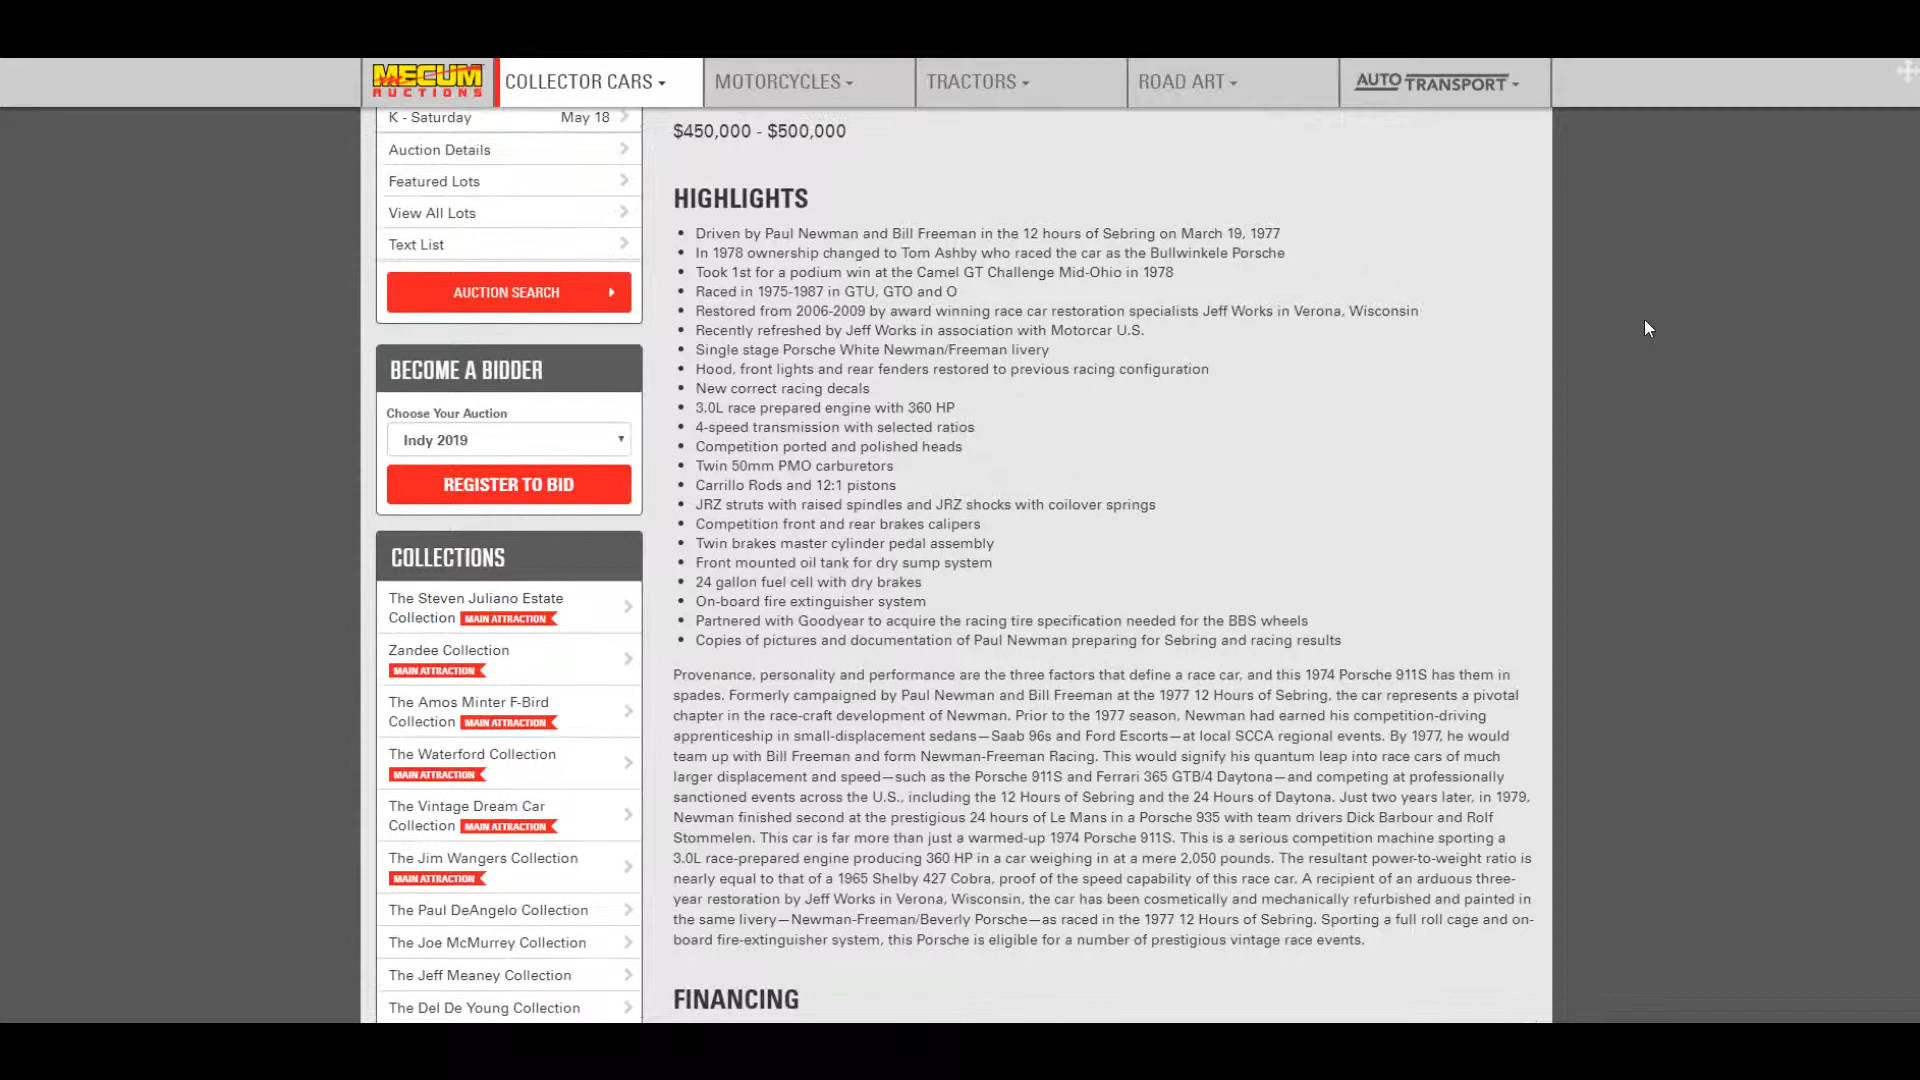 MECUM
AUCTIONS
COLLECTOR CARS
MOTORCYCLES
TRACTORS
ROAD ART
AUTO TRANSPORT
K - Saturday May 18
Auction Details
Featured Lots
View All Lots
Text List
AUCTION SEARCH
BECOME A BIDDER
Choose Your Auction
Indy 2019
REGISTER TO BID
COLLECTIONS
The Steven Juliano Estate
Collection MAIN ATTRACTION
Zandee Collection
MAIN ATTRACTION
The Amos Minter F-Bird
Collection MAIN ATTRACTION
The Waterford Collection
MAIN ATTRACTION
The Vintage Dream Car
Collection MAIN ATTRACTION
The Jim Wangers Collection
MAIN ATTRACTION
The Paul DeAngelo Collection
The Joe McMurrey Collection
The Jeff Meaney Collection
The Del De Young Collection
$450,000 - $500,000
HIGHLIGHTS
• Driven by Paul Newman and Bill Freeman in the 12 hours of Sebring on March 19, 1977
• In 1978 ownership changed to Tom Ashby who raced the car as the Bullwinkele Porsche
• Took 1st for a podium win at the Camel GT Challenge Mid-Ohio in 1978
• Raced in 1975-1987 in GTU, GTO and O
• Restored from 2006-2009 by award winning race car restoration specialists Jeff Works in Verona, Wisconsin
• Recently refreshed by Jeff Works in association with Motorcar U.S.
• Single stage Porsche White Newman/Freeman livery
• Hood, front lights and rear fenders restored to previous racing configuration
• New correct racing decals
• 3.0L race prepared engine with 360 HP
• 4-speed transmission with selected ratios
• Competition ported and polished heads
• Twin 50mm PMO carburetors
• Carrillo Rods and 12:1 pistons
• JRZ struts with raised spindles and JRZ shocks with coilover springs
• Competition front and rear brakes calipers
• Twin brakes master cylinder pedal assembly
• Front mounted oil tank for dry sump system
• 24 gallon fuel cell with dry brakes
• On-board fire extinguisher system
• Partnered with Goodyear to acquire the racing tire specification needed for the BBS wheels
• Copies of pictures and documentation of Paul Newman preparing for Sebring and racing results
Provenance, personality and performance are the three factors that define a race car, and this 1974 Porsche 911S has them in
spades. Formerly campaigned by Paul Newman and Bill Freeman at the 1977 12 Hours of Sebring, the car represents a pivotal
chapter in the race-craft development of Newman. Prior to the 1977 season, Newman had earned his competition-driving
apprenticeship in small-displacement sedans—Saab 96s and Ford Escorts—at local SCCA regional events. By 1977, he would
team up with Bill Freeman and form Newman-Freeman Racing. This would signify his quantum leap into race cars of much
larger displacement and speed—such as the Porsche 911S and Ferrari 365 GTB/4 Daytona—and competing at professionally
sanctioned events across the U.S., including the 12 Hours of Sebring and the 24 Hours of Daytona. Just two years later, in 1979,
Newman finished second at the prestigious 24 hours of Le Mans in a Porsche 935 with team drivers Dick Barbour and Rolf
Stommelen. This car is far more than just a warmed-up 1974 Porsche 911S. This is a serious competition machine sporting a
3.0L race-prepared engine producing 360 HP in a car weighing in at a mere 2,050 pounds. The resultant power-to-weight ratio is
nearly equal to that of a 1965 Shelby 427 Cobra, proof of the speed capability of this race car. A recipient of an arduous three-
year restoration by Jeff Works in Verona, Wisconsin, the car has been cosmetically and mechanically refurbished and painted in
the same livery—Newman-Freeman/Beverly Porsche—as raced in the 1977 12 Hours of Sebring. Sporting a full roll cage and on-
board fire-extinguisher system, this Porsche is eligible for a number of prestigious vintage race events.
FINANCING